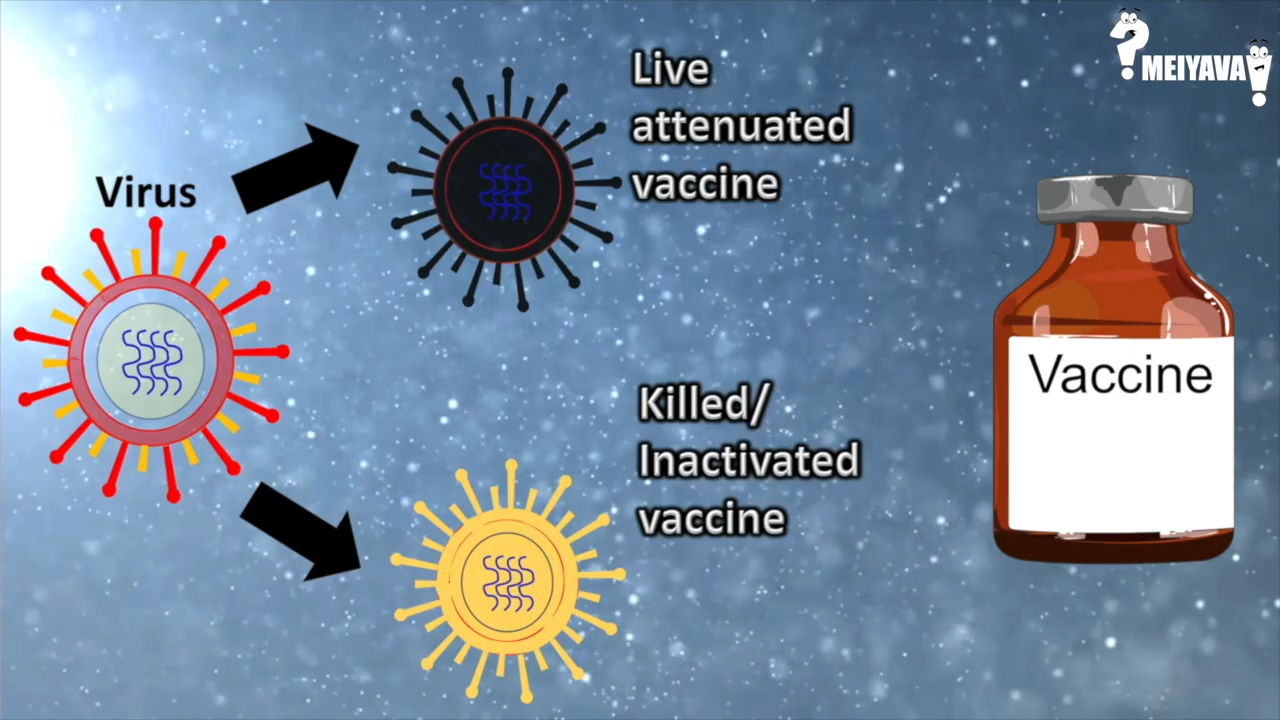 MEIYAVA
Virus
Live
attenuated
vaccine
Killed/
Inactivated
vaccine
Vaccine